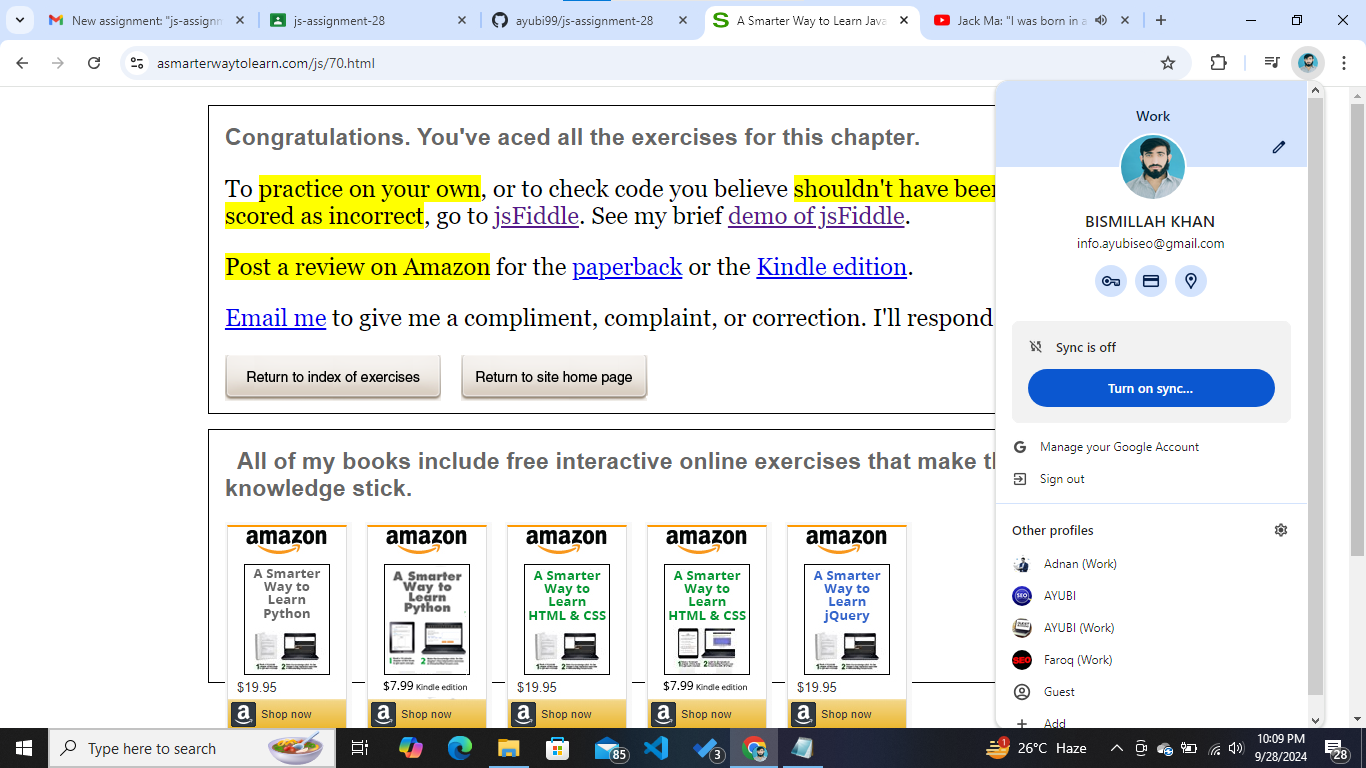 New assignment: "js-assignm
js-assignment-28
ayubi99/js-assignment-28
A Smarter Way to Learn Java
Jack Ma: "I was born in a
asmarterwaytolearn.com/js/70.html
Congratulations. You've aced all the exercises for this chapter.
To practice on your own, or to check code you believe shouldn't have been
scored as incorrect, go to jsFiddle. See my brief demo of jsFiddle.
Post a review on Amazon for the paperback or the Kindle edition.
Email me to give me a compliment, complaint, or correction. I'll respond
Return to index of exercises
Return to site home page
All of my books include free interactive online exercises that make th
knowledge stick.
amazon
A Smarter
Way to
Learn
Python
$19.95
Shop now
amazon
A Smarter
Way to
Learn
Python
$7.99 Kindle edition
Shop now
amazon
A Smarter
Way to
Learn
HTML & CSS
$19.95
Shop now
amazon
A Smarter
Way to
Learn
HTML & CSS
$7.99 Kindle edition
Shop now
amazon
A Smarter
Way to
Learn
jQuery
$19.95
Shop now
Work
BISMILLAH KHAN
info.ayubiseo@gmail.com
Sync is off
Turn on sync...
Manage your Google Account
Sign out
Other profiles
Adnan (Work)
AYUBI
AYUBI (Work)
Faroq (Work)
Guest
Add
Type here to search
85
3
1
26°C Haze
10:09 PM
9/28/2024
28